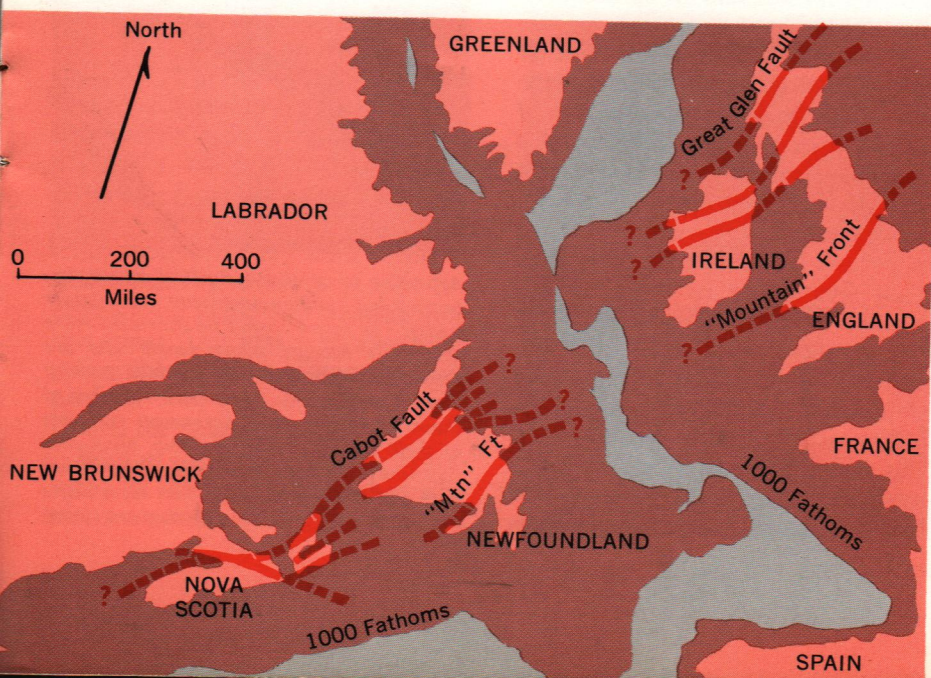 North
GREENLAND
Great Glen Fault
?
LABRADOR
0 200 400
Miles
?
?
IRELAND
"Mountain" Front
ENGLAND
?
?
Cabot Fault
?
?
FRANCE
NEW BRUNSWICK
"Mtn" Ft
1000 Fathoms
NEWFOUNDLAND
?
NOVA
SCOTIA
1000 Fathoms
SPAIN